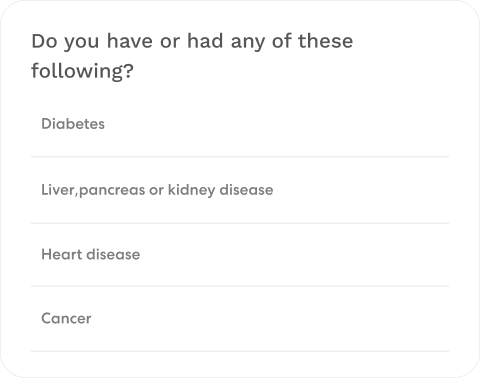 Do you have or had any of these
following?
Diabetes
Liver,pancreas or kidney disease
Heart disease
Cancer